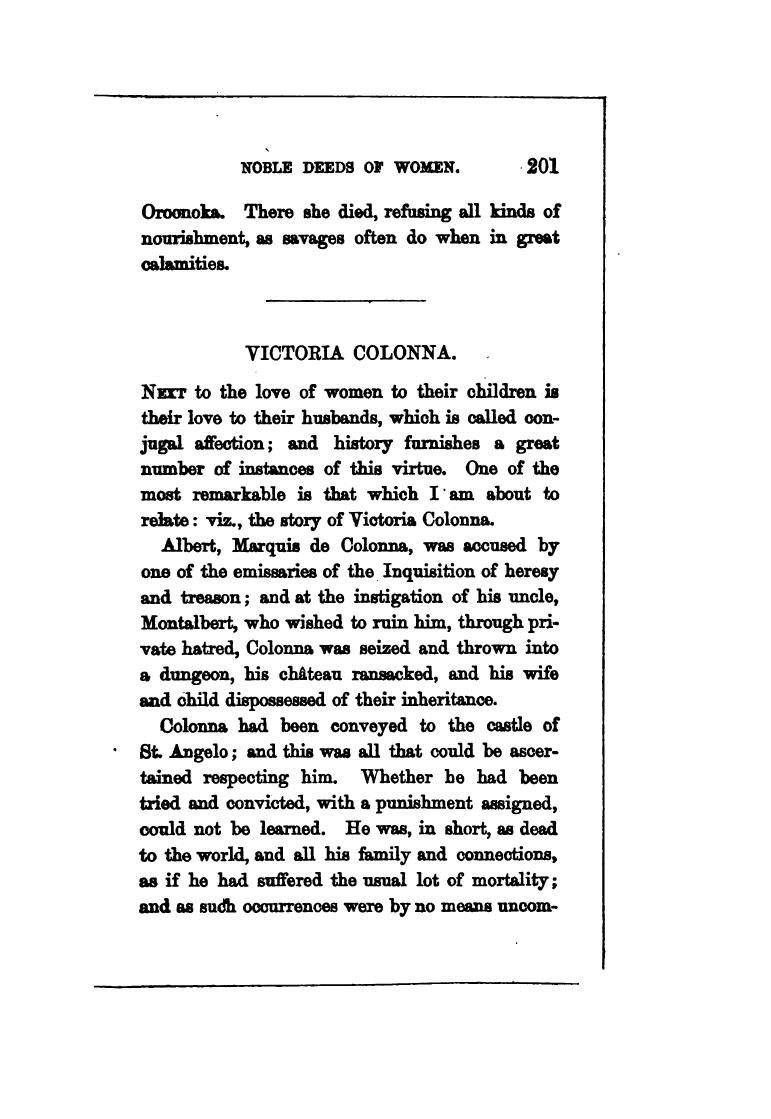 NOBLE DEEDS OF WOMEN. 201
Oroonoka. There she died, refusing all kinds of
nourishment, as savages often do when in great
calamities.
VICTORIA COLONNA.
NEXT to the love of women to their children is
their love to their husbands, which is called con-
jugal affection; and history furnishes a great
number of instances of this virtue. One of the
most remarkable is that which I am about to
relate: viz., the story of Victoria Colonna.
Albert, Marquis de Colonna, was accused by
one of the emissaries of the Inquisition of heresy
and treason; and at the instigation of his uncle,
Montalbert, who wished to ruin him, through pri-
vate hatred, Colonna was seized and thrown into
a dungeon, his château ransacked, and his wife
and child dispossessed of their inheritance.
Colonna had been conveyed to the castle of
St. Angelo; and this was all that could be ascer-
tained respecting him. Whether he had been
tried and convicted, with a punishment assigned,
could not be learned. He was, in short, as dead
to the world, and all his family and connections,
as if he had suffered the usual lot of mortality;
and as such occurrences were by no means uncom-